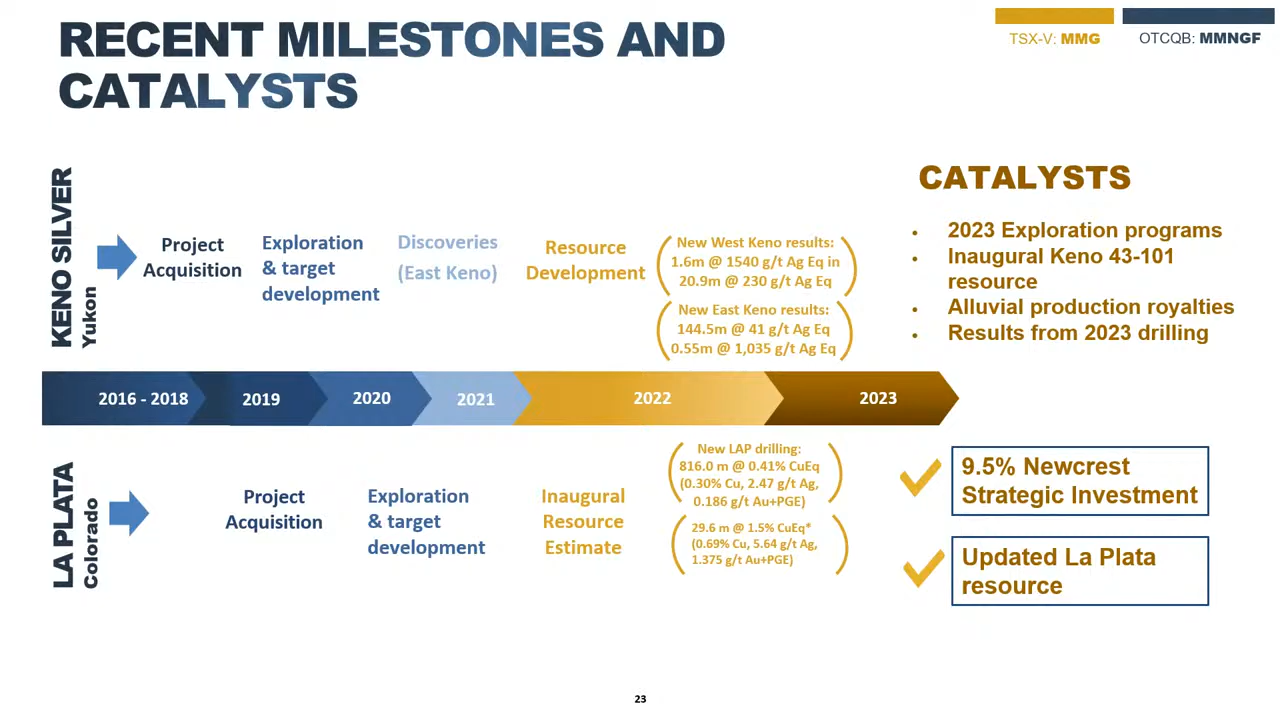 RECENT MILESTONES AND
CATALYSTS
TSX-V: MMG
OTCQB: MMNGF
KENO SILVER
Yukon
Project
Acquisition
Exploration
& target
development
Discoveries
(East Keno)
Resource
Development
New West Keno results:
1.6m @ 1540 g/t Ag Eq in
20.9m @ 230 g/t Ag Eq
New East Keno results:
144.5m @ 41 g/t Ag Eq
0.55m @ 1,035 g/t Ag Eq
CATALYSTS
• 2023 Exploration programs
• Inaugural Keno 43-101
resource
• Alluvial production royalties
• Results from 2023 drilling
2016 - 2018
2019
2020
2021
2022
2023
LA PLATA
Colorado
Project
Acquisition
Exploration
& target
development
Inaugural
Resource
Estimate
New LAP drilling:
816.0 m @ 0.41% CuEq
(0.30% Cu, 2.47 g/t Ag,
0.186 g/t Au+PGE)
29.6 m @ 1.5% CuEq*
(0.69% Cu, 5.64 g/t Ag,
1.375 g/t Au+PGE)
9.5% Newcrest
Strategic Investment
Updated La Plata
resource
23